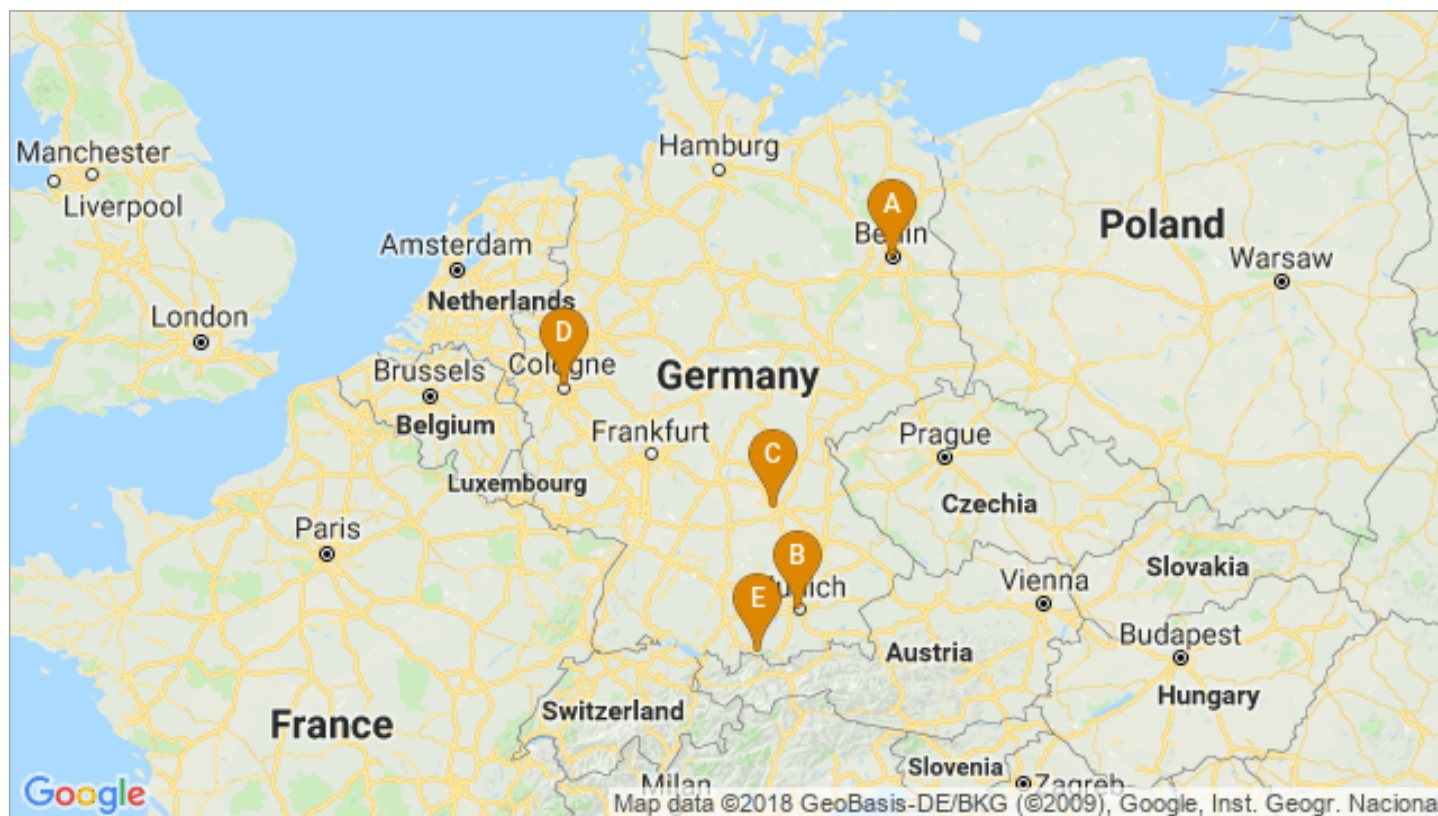 Manchester
Liverpool
Hamburg
A
Berlin
Poland
Warsaw
Amsterdam
Netherlands
London
D
Cologne
Brussels
Belgium
Germany
Frankfurt
Luxembourg
C
Prague
Czechia
Paris
B
Munich
E
Vienna
Slovakia
Austria
Budapest
Hungary
Switzerland
France
Slovenia
Milan
Zagreb
Google
Map data ©2018 GeoBasis-DE/BKG (©2009), Google, Inst. Geogr. Naciona